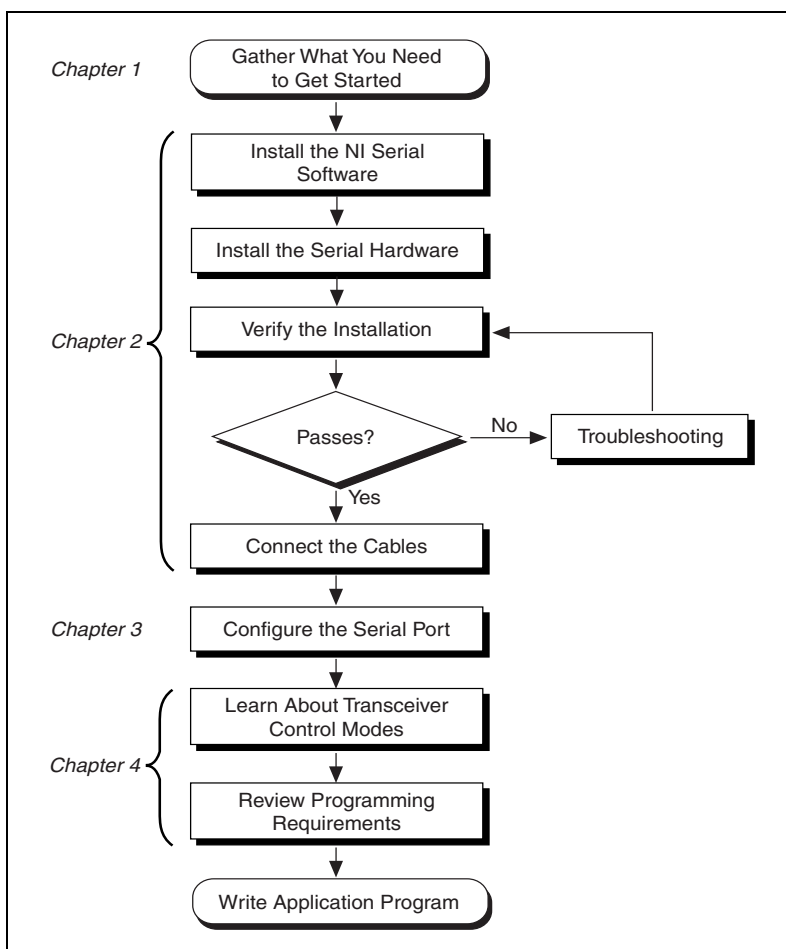 Chapter 1
Gather What You Need
to Get Started
Install the NI Serial
Software
Install the Serial Hardware
Verify the Installation
Chapter 2
Passes?
No
Troubleshooting
Yes
Connect the Cables
Chapter 3
Configure the Serial Port
Learn About Transceiver
Control Modes
Chapter 4
Review Programming
Requirements
Write Application Program